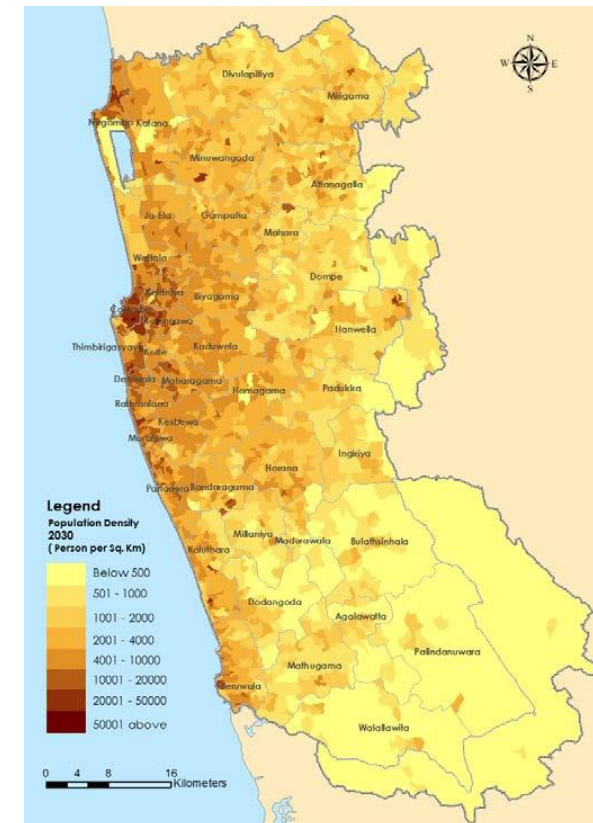 N
W E
S
Divulapitiya
Mirigama
Negombo Katana
Minuwangoda
Attanagalla
Ja-Ela Gampaha
Mahara
Wattala
Dompe
Kelaniya
Biyagama
Colombo
Kolonnawa
Hanwella
Thimbirigasyaya
Kotte
Kaduwela
Dehiwala Maharagama
Homagama
Padukka
Rathmalana
Kesbewa
Moratuwa
Ingiriya
Horana
Panadura Bandaragama
Millaniya
Madurawala
Bulathsinhala
Kaluthara
Dodangoda
Agalawatta
Palindanuwara
Mathugama
Beruwala
Walallawita
Legend
Population Density
2030
( Person per Sq. Km)
Below 500
501 - 1000
1001 - 2000
2001 - 4000
4001 - 10000
10001 - 20000
20001 - 50000
50001 above
0 4 8 16
Kilometers